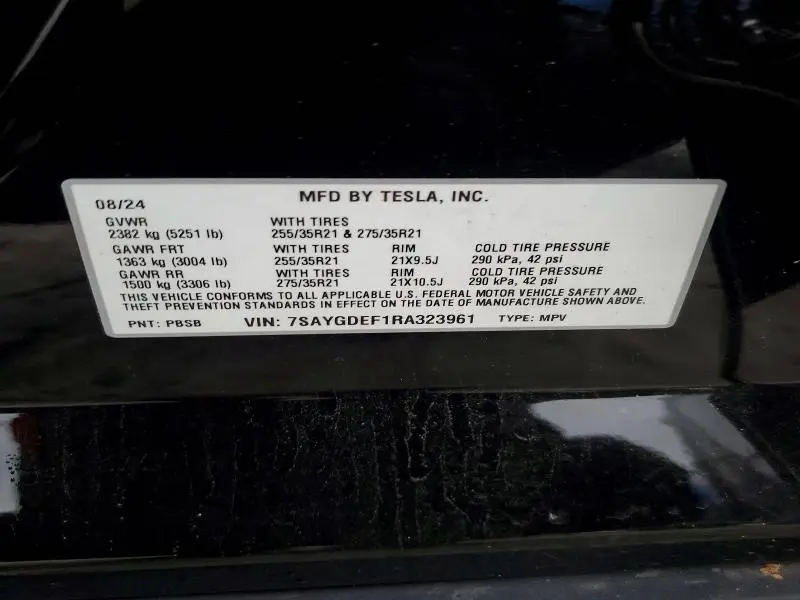 08/24 MFD BY TESLA, INC.
GVWR WITH TIRES
2382 kg (5251 lb) 255/35R21 & 275/35R21
GAWR FRT WITH TIRES RIM COLD TIRE PRESSURE
1363 kg (3004 lb) 255/35R21 21X9.5J 290 kPa, 42 psi
GAWR RR WITH TIRES RIM COLD TIRE PRESSURE
1500 kg (3306 lb) 275/35R21 21X10.5J 290 kPa, 42 psi
THIS VEHICLE CONFORMS TO ALL APPLICABLE U.S. FEDERAL MOTOR VEHICLE SAFETY AND
THEFT PREVENTION STANDARDS IN EFFECT ON THE DATE OF MANUFACTURE SHOWN ABOVE.
PNT: PBSB VIN: 7SAYGDEF1RA323961 TYPE: MPV